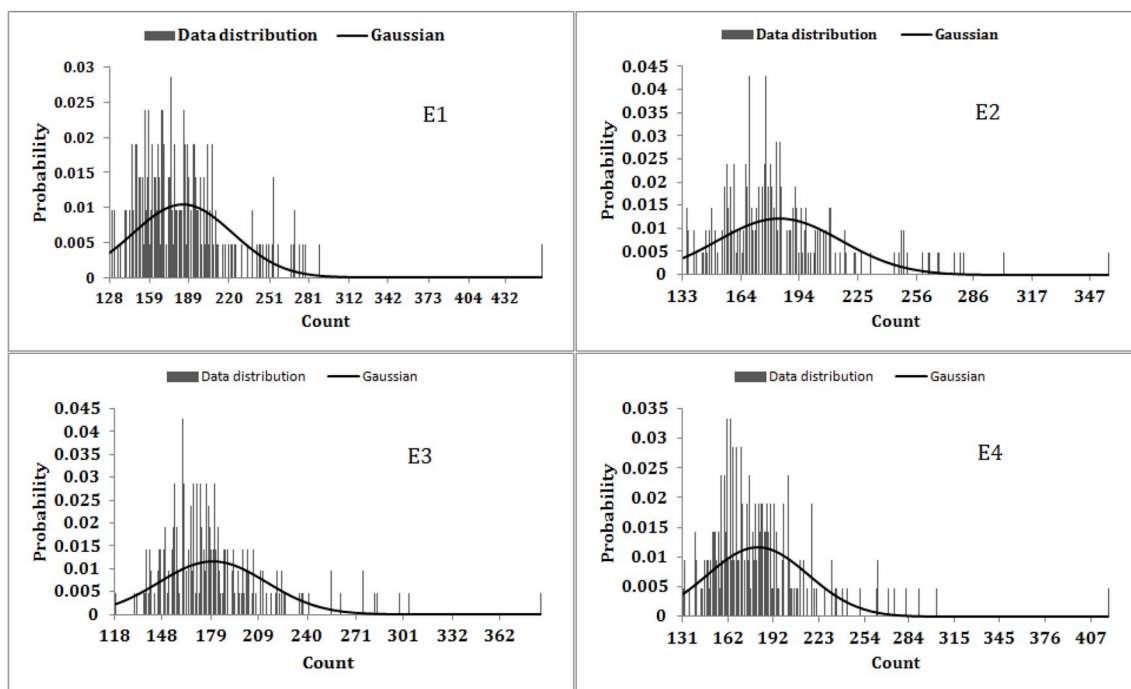 Data distribution Gaussian
0.03
0.025
0.02
0.015
0.01
0.005
0
Probability
E1
128 159 189 220 251 281 312 342 373 404 432
Count
Data distribution Gaussian
0.045
0.04
0.035
0.03
0.025
0.02
0.015
0.01
0.005
0
Probability
E2
133 164 194 225 256 286 317 347
Count
Data distribution Gaussian
0.045
0.04
0.035
0.03
0.025
0.02
0.015
0.01
0.005
0
Probability
E3
118 148 179 209 240 271 301 332 362
Count
Data distribution Gaussian
0.035
0.03
0.025
0.02
0.015
0.01
0.005
0
Probability
E4
131 162 192 223 254 284 315 345 376 407
Count